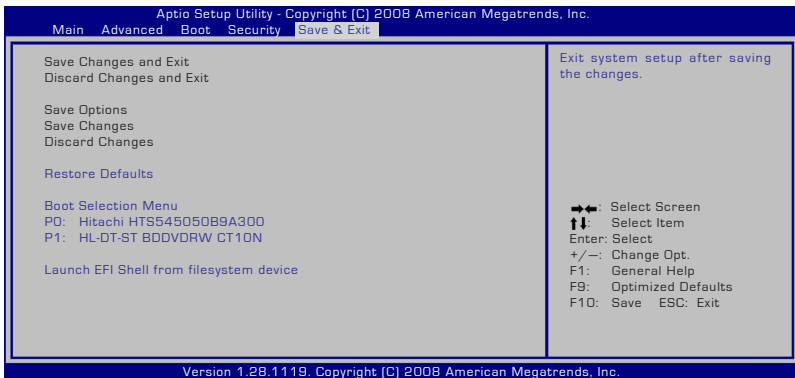 Aptio Setup Utility - Copyright (C) 2008 American Megatrends, Inc.
Main Advanced Boot Security Save & Exit
Save Changes and Exit
Discard Changes and Exit
Save Options
Save Changes
Discard Changes
Restore Defaults
Boot Selection Menu
P0: Hitachi HTS545050B9A300
P1: HL-DT-ST BDDVDRW CT10N
Launch EFI Shell from filesystem device
Exit system setup after saving
the changes.
→←: Select Screen
↑↓: Select Item
Enter: Select
+/—: Change Opt.
F1: General Help
F9: Optimized Defaults
F10: Save ESC: Exit
Version 1.28.1119. Copyright (C) 2008 American Megatrends, Inc.